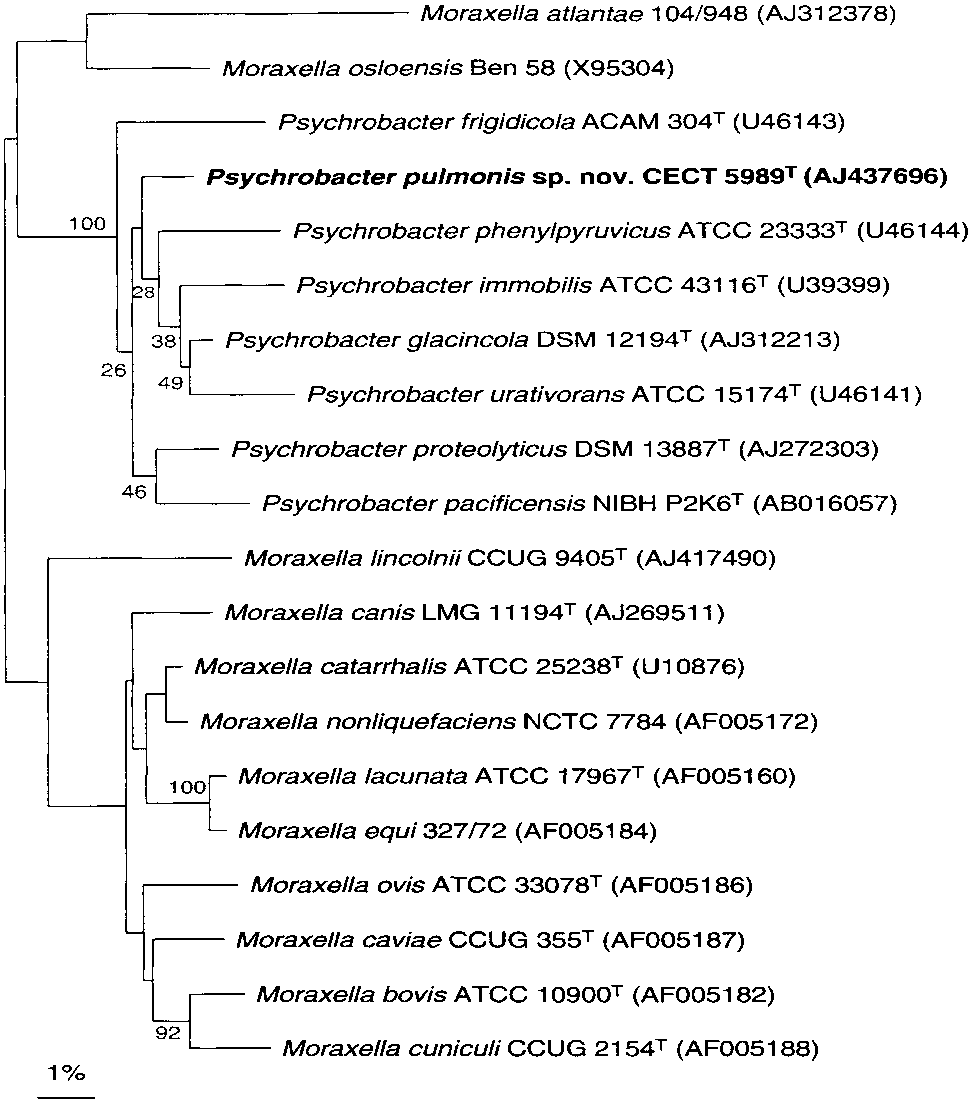 Moraxella atlantae 104/948 (AJ312378)
Moraxella osloensis Ben 58 (X95304)
Psychrobacter frigidicola ACAM 304ᵀ (U46143)
Psychrobacter pulmonis sp. nov. CECT 5989ᵀ (AJ437696)
100
Psychrobacter phenylpyruvicus ATCC 23333ᵀ (U46144)
Psychrobacter immobilis ATCC 43116ᵀ (U39399)
28
Psychrobacter glacincola DSM 12194ᵀ (AJ312213)
38
26
49
Psychrobacter urativorans ATCC 15174ᵀ (U46141)
Psychrobacter proteolyticus DSM 13887ᵀ (AJ272303)
46
Psychrobacter pacificensis NIBH P2K6ᵀ (AB016057)
Moraxella lincolnii CCUG 9405ᵀ (AJ417490)
Moraxella canis LMG 11194ᵀ (AJ269511)
Moraxella catarrhalis ATCC 25238ᵀ (U10876)
Moraxella nonliquefaciens NCTC 7784 (AF005172)
Moraxella lacunata ATCC 17967ᵀ (AF005160)
100
Moraxella equi 327/72 (AF005184)
Moraxella ovis ATCC 33078ᵀ (AF005186)
Moraxella caviae CCUG 355ᵀ (AF005187)
Moraxella bovis ATCC 10900ᵀ (AF005182)
92
Moraxella cuniculi CCUG 2154ᵀ (AF005188)
1%